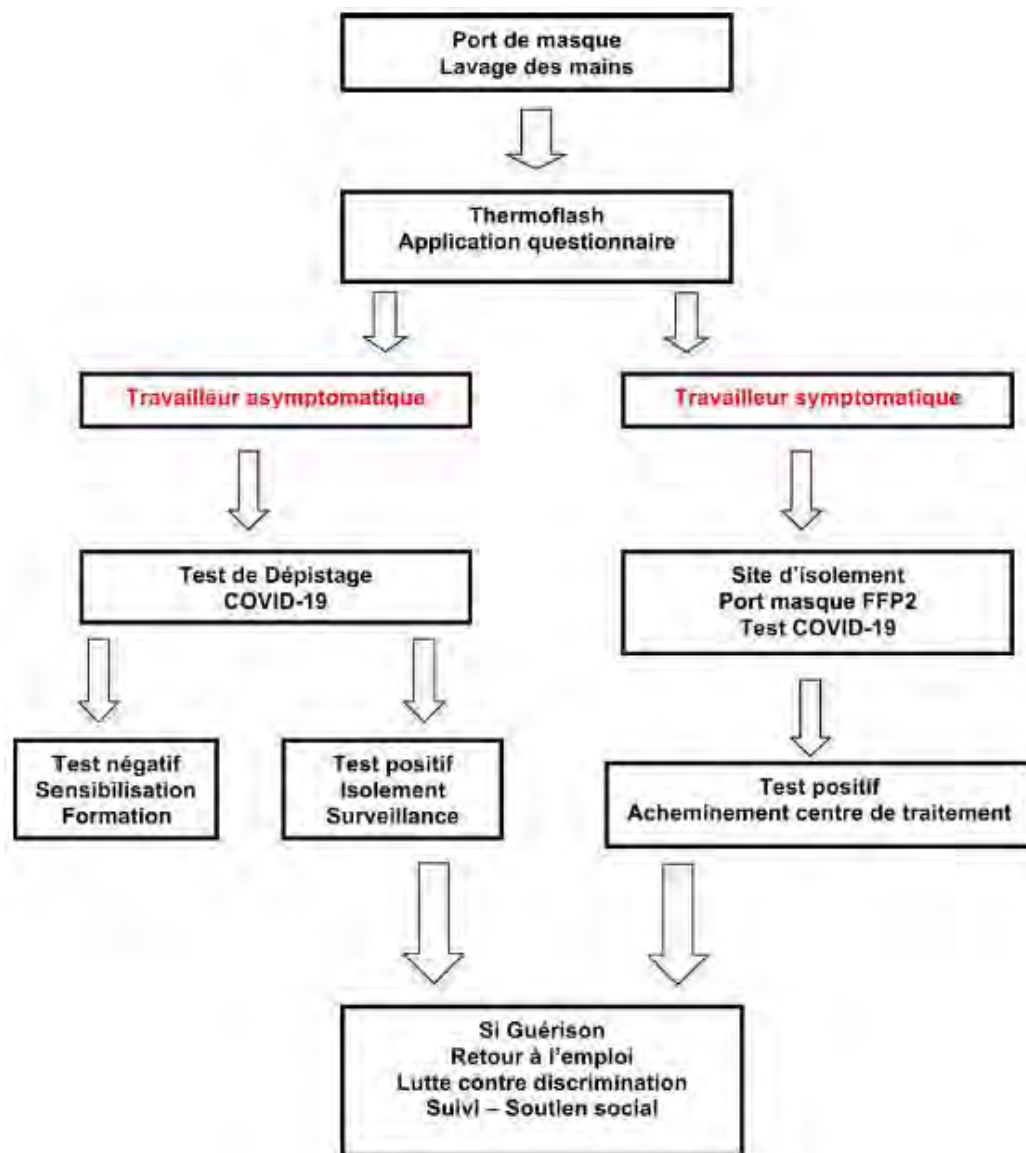 Port de masque
Lavage des mains
Thermoflash
Application questionnaire
Travailleur asymptomatique
Travailleur symptomatique
Test de Dépistage
COVID-19
Site d'isolement
Port masque FFP2
Test COVID-19
Test négatif
Sensibilisation
Formation
Test positif
Isolement
Surveillance
Test positif
Acheminement centre de traitement
Si Guérison
Retour à l'emploi
Lutte contre discrimination
Suivi – Soutien social